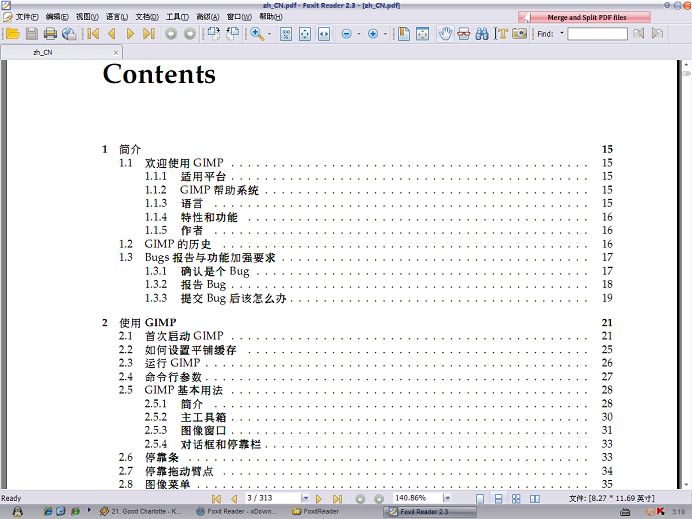 zh_CN.pdf - Foxit Reader 2.3 - [zh_CN.pdf]
文件(F) 编辑(E) 视图(V) 语言(L) 文档(D) 工具(T) 高级(A) 窗口(W) 帮助(H)
Merge and Split PDF files
Find:
zh_CN
Contents
1 简介 15
1.1 欢迎使用 GIMP 15
1.1.1 适用平台 15
1.1.2 GIMP 帮助系统 15
1.1.3 语言 15
1.1.4 特性和功能 16
1.1.5 作者 16
1.2 GIMP 的历史 16
1.3 Bugs 报告与功能加强要求 17
1.3.1 确认是个 Bug 17
1.3.2 报告 Bug 18
1.3.3 提交 Bug 后该怎么办 19
2 使用 GIMP 21
2.1 首次启动 GIMP 21
2.2 如何设置平铺缓存 25
2.3 运行 GIMP 26
2.4 命令行参数 27
2.5 GIMP 基本用法 28
2.5.1 简介 28
2.5.2 主工具箱 30
2.5.3 图像窗口 31
2.5.4 对话框和停靠栏 33
2.6 停靠条 33
2.7 停靠拖动臂点 34
2.8 图像菜单 35
Ready 3 / 313 140.86% 文件: [8.27 * 11.69 英寸]
21. Good Charlotte - K... Foxit Reader - xDown... FoxitReader Foxit Reader 2.3 3:19